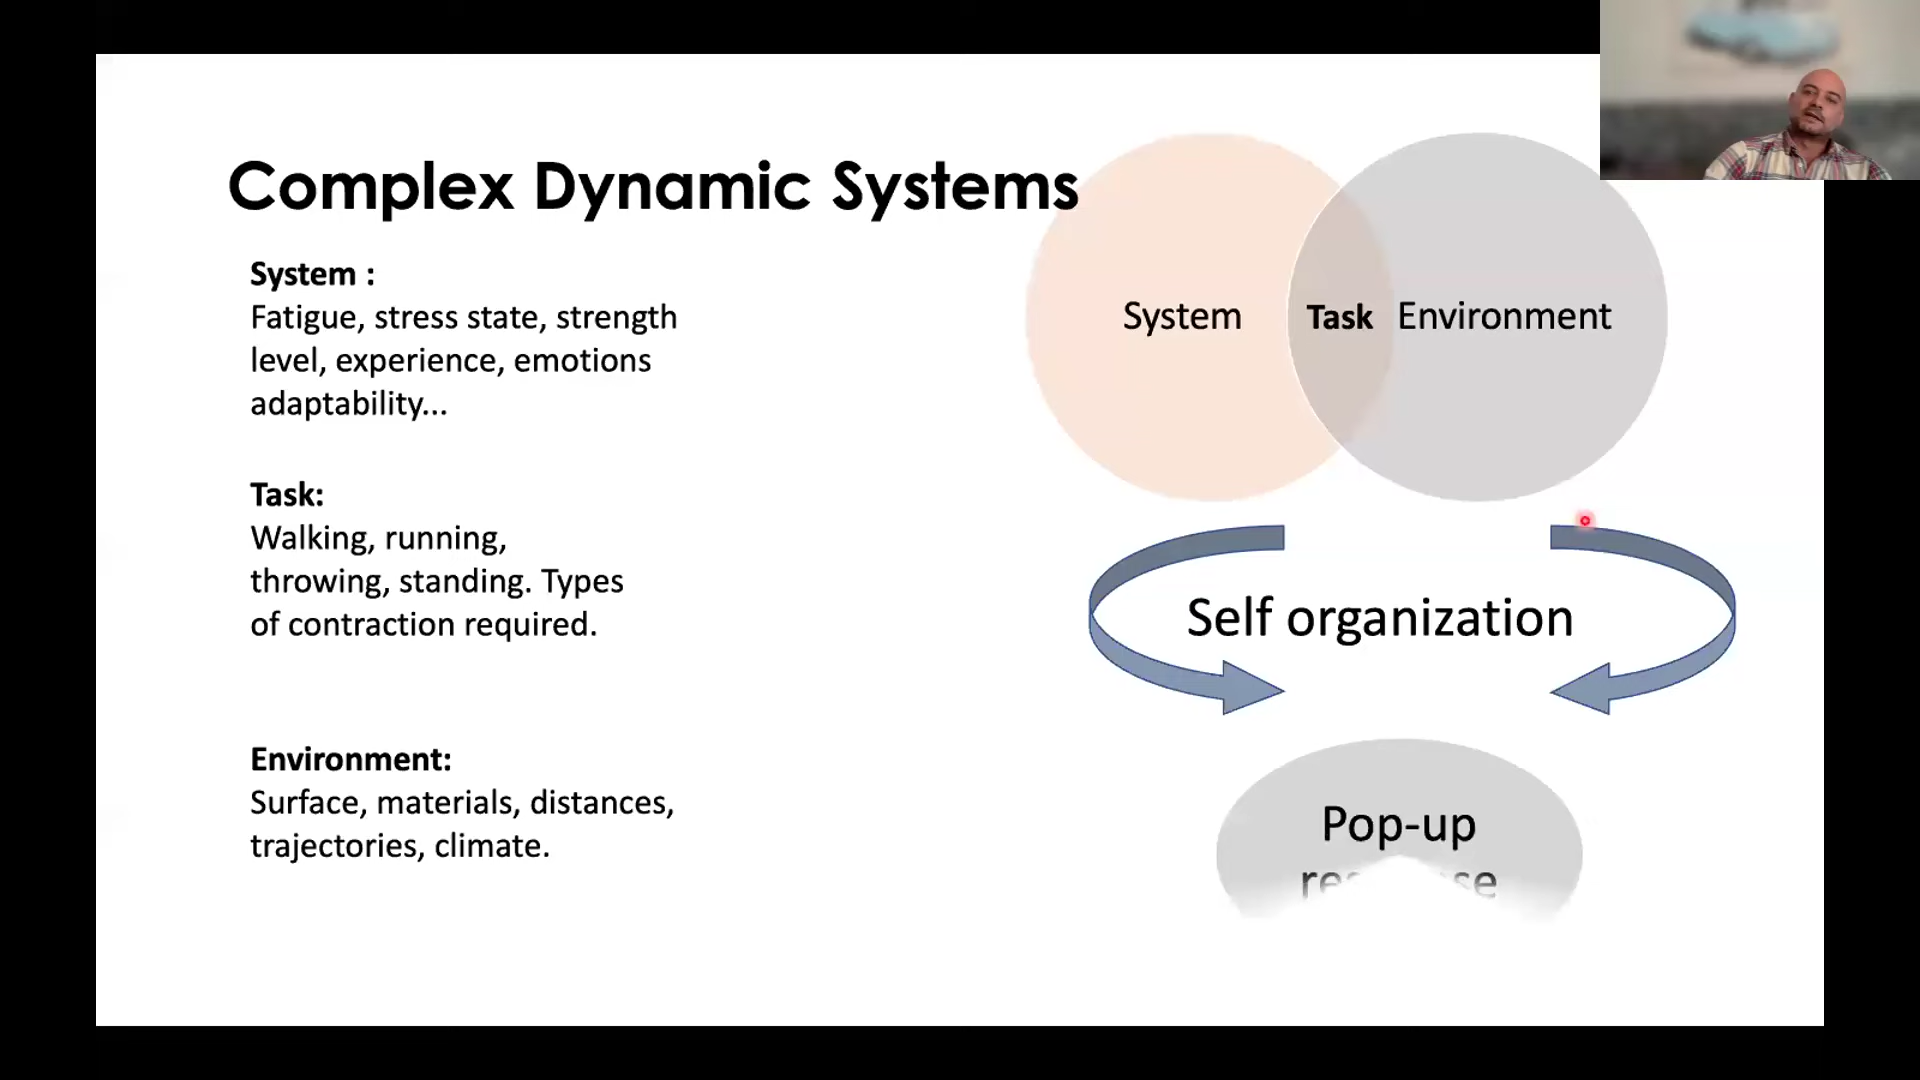 Complex Dynamic Systems
System :
Fatigue, stress state, strength
level, experience, emotions
adaptability...
Task:
Walking, running,
throwing, standing. Types
of contraction required.
Environment:
Surface, materials, distances,
trajectories, climate.
System
Task
Environment
Self organization
Pop-up